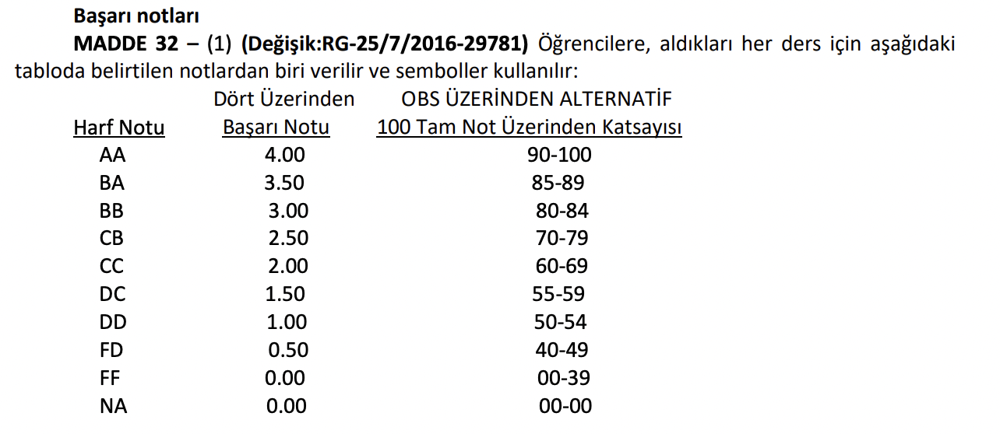 Başarı notları
MADDE 32 – (1) (Değişik:RG-25/7/2016-29781) Öğrencilere, aldıkları her ders için aşağıdaki
tabloda belirtilen notlardan biri verilir ve semboller kullanılır:
Dört Üzerinden OBS ÜZERİNDEN ALTERNATİF
Harf Notu Başarı Notu 100 Tam Not Üzerinden Katsayısı
AA 4.00 90-100
BA 3.50 85-89
BB 3.00 80-84
CB 2.50 70-79
CC 2.00 60-69
DC 1.50 55-59
DD 1.00 50-54
FD 0.50 40-49
FF 0.00 00-39
NA 0.00 00-00